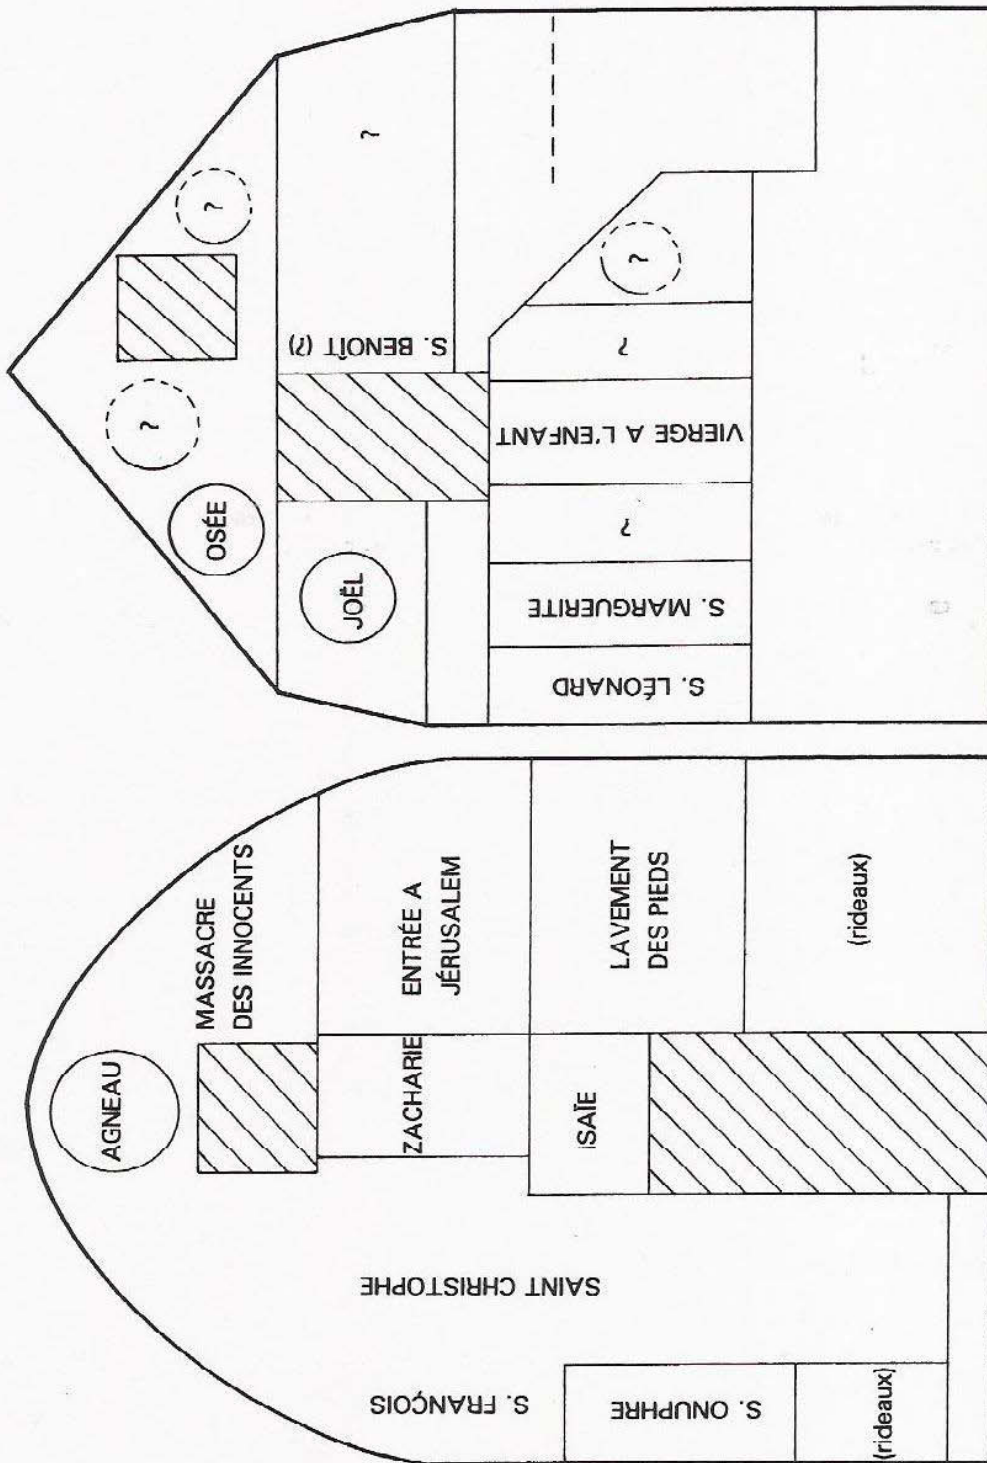 ?
?
OSÉE
JOËL
S. BENOÎT (?)
?
S. LÉONARD
S. MARGUERITE
?
VIERGE A L'ENFANT
?
?
AGNEAU
MASSACRE
DES INNOCENTS
ZACHARIE
ENTRÉE A
JÉRUSALEM
ISAÏE
LAVEMENT
DES PIEDS
(rideaux)
SAINT CHRISTOPHE
S. FRANÇOIS
S. ONUPHRE
(rideaux)